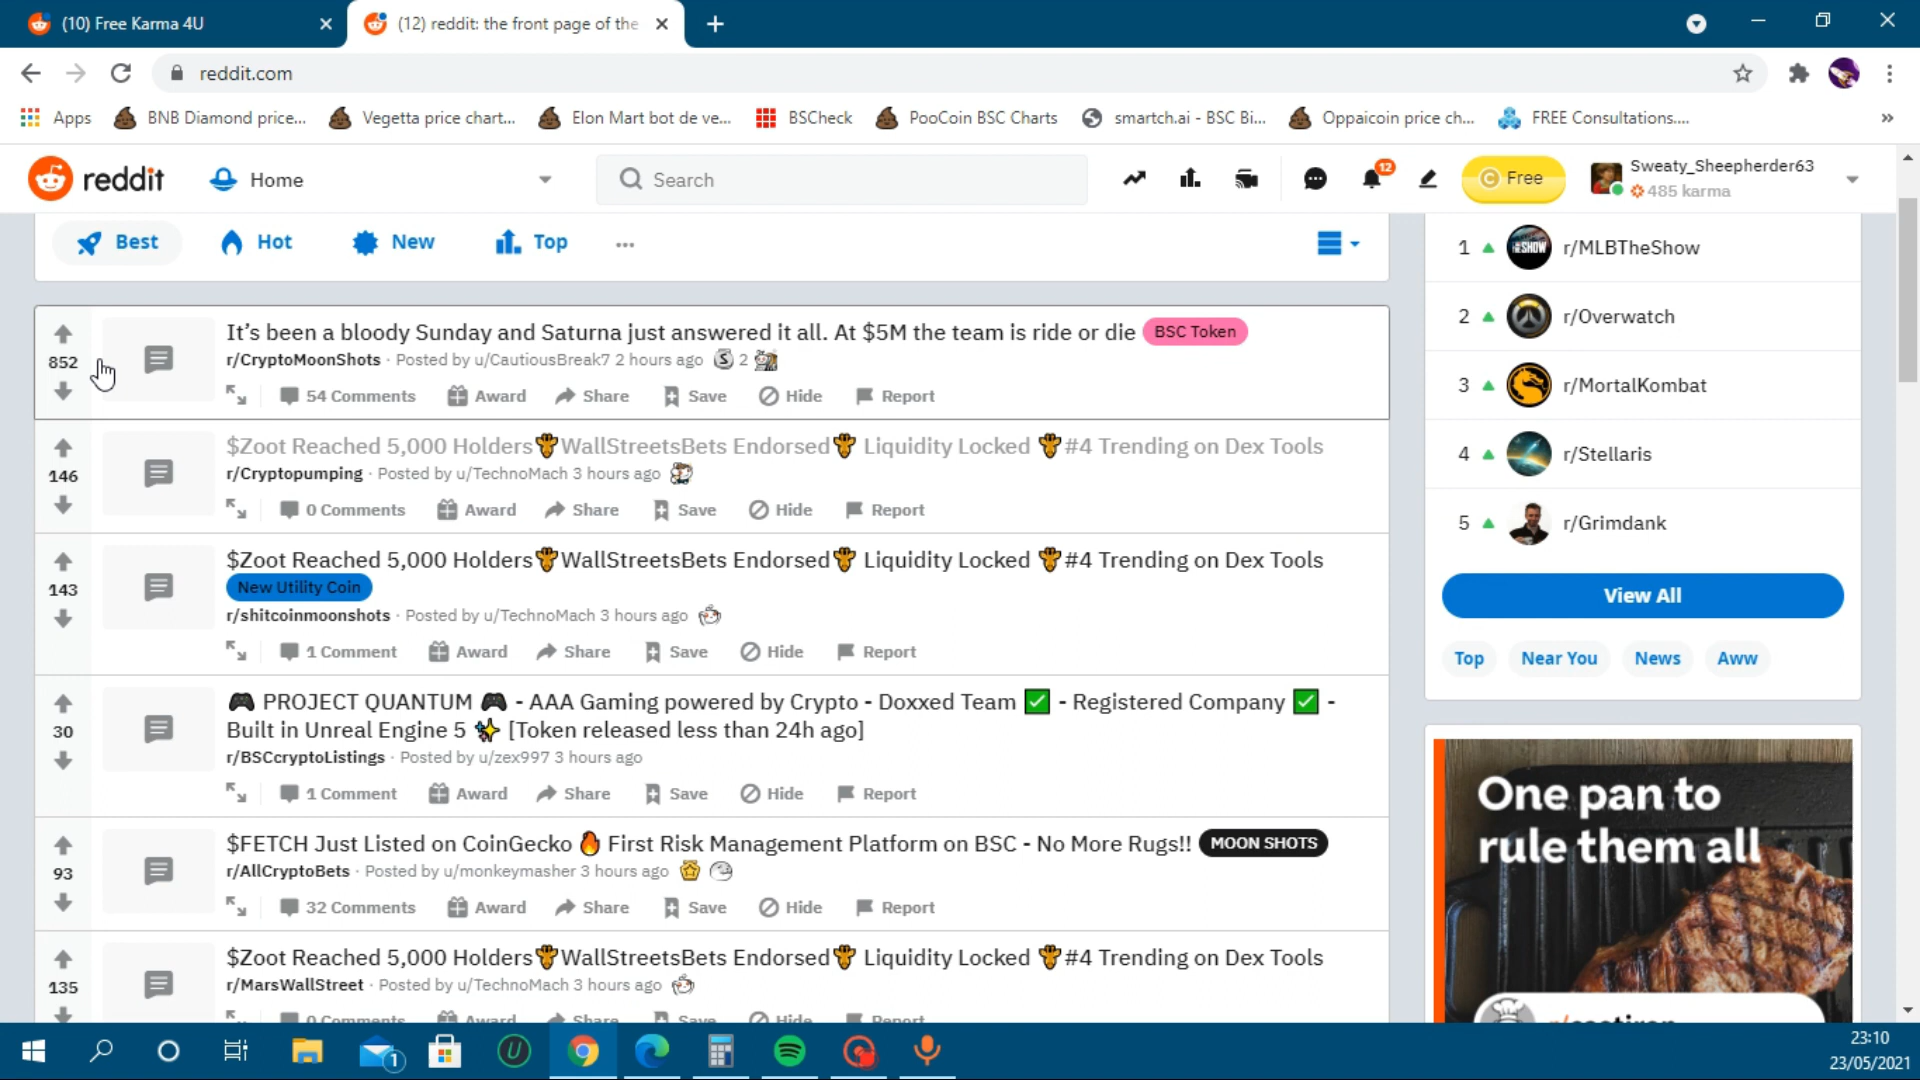 (10) Free Karma 4U
(12) reddit: the front page of the
reddit.com
Apps
BNB Diamond price...
Vegetta price chart...
Elon Mart bot de ve...
BSCheck
PooCoin BSC Charts
smartch.ai - BSC Bi...
Oppaicoin price ch...
FREE Consultations....
»
reddit
Home
Search
12
Free
Sweaty_Sheepherder63
485 karma
Best
Hot
New
Top
...
852
It's been a bloody Sunday and Saturna just answered it all. At $5M the team is ride or die BSC Token
r/CryptoMoonShots · Posted by u/CautiousBreak7 2 hours ago S 2
54 Comments Award Share Save Hide Report
146
$Zoot Reached 5,000 Holders🦒WallStreetsBets Endorsed🦒 Liquidity Locked 🦒#4 Trending on Dex Tools
r/Cryptopumping · Posted by u/TechnoMach 3 hours ago
0 Comments Award Share Save Hide Report
143
$Zoot Reached 5,000 Holders🦒WallStreetsBets Endorsed🦒 Liquidity Locked 🦒#4 Trending on Dex Tools
New Utility Coin
r/shitcoinmoonshots · Posted by u/TechnoMach 3 hours ago
1 Comment Award Share Save Hide Report
30
🎮 PROJECT QUANTUM 🎮 - AAA Gaming powered by Crypto - Doxxed Team ✅ - Registered Company ✅ -
Built in Unreal Engine 5 ✨ [Token released less than 24h ago]
r/BSCcryptoListings · Posted by u/zex997 3 hours ago
1 Comment Award Share Save Hide Report
93
$FETCH Just Listed on CoinGecko 🔥 First Risk Management Platform on BSC - No More Rugs!! MOON SHOTS
r/AllCryptoBets · Posted by u/monkeymasher 3 hours ago
32 Comments Award Share Save Hide Report
135
$Zoot Reached 5,000 Holders🦒WallStreetsBets Endorsed🦒 Liquidity Locked 🦒#4 Trending on Dex Tools
r/MarsWallStreet · Posted by u/TechnoMach 3 hours ago
0 Comments Award Share Save Hide Report
1 r/MLBTheShow
THE SHOW
2 r/Overwatch
3 r/MortalKombat
4 r/Stellaris
5 r/Grimdank
View All
Top
Near You
News
Aww
One pan to
rule them all
r/castiron
1
U
23:10
23/05/2021